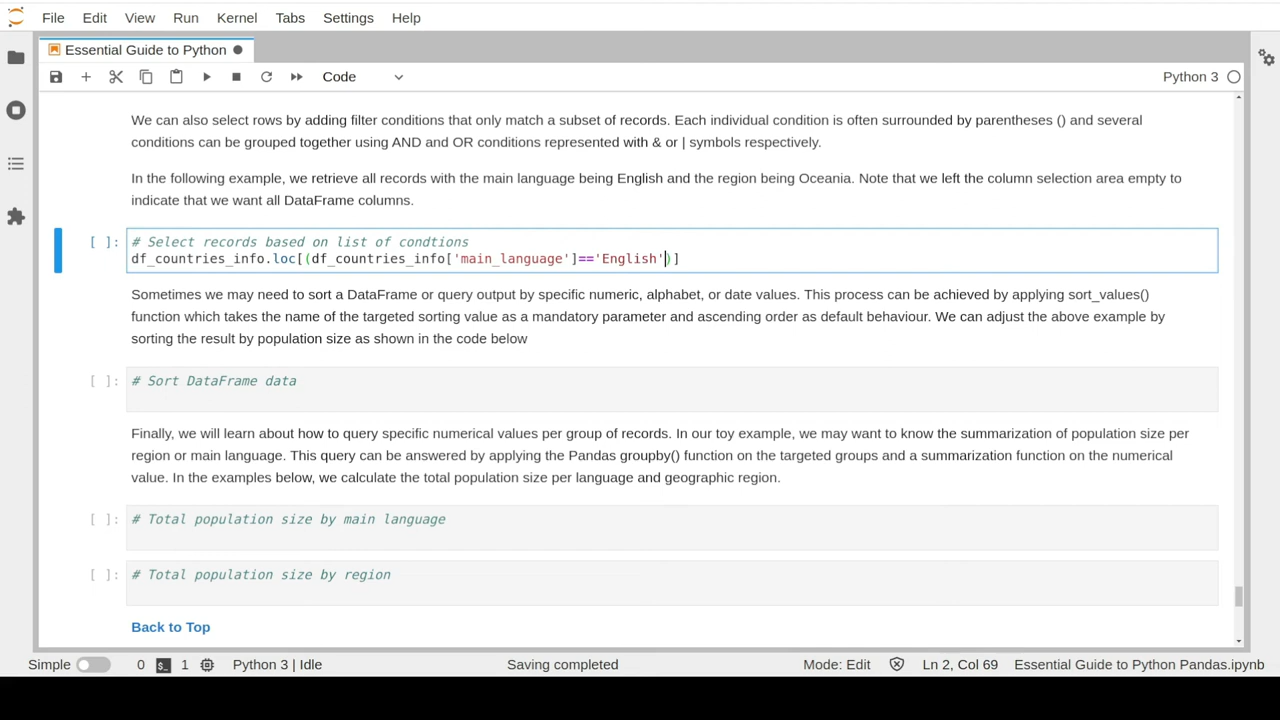 File Edit View Run Kernel Tabs Settings Help
Essential Guide to Python
Code Python 3
We can also select rows by adding filter conditions that only match a subset of records. Each individual condition is often surrounded by parentheses () and several
conditions can be grouped together using AND and OR conditions represented with & or | symbols respectively.
In the following example, we retrieve all records with the main language being English and the region being Oceania. Note that we left the column selection area empty to
indicate that we want all DataFrame columns.
[ ]: # Select records based on list of condtions
df_countries_info.loc[(df_countries_info['main_language']=='English')]
Sometimes we may need to sort a DataFrame or query output by specific numeric, alphabet, or date values. This process can be achieved by applying sort_values()
function which takes the name of the targeted sorting value as a mandatory parameter and ascending order as default behaviour. We can adjust the above example by
sorting the result by population size as shown in the code below
[ ]: # Sort DataFrame data
Finally, we will learn about how to query specific numerical values per group of records. In our toy example, we may want to know the summarization of population size per
region or main language. This query can be answered by applying the Pandas groupby() function on the targeted groups and a summarization function on the numerical
value. In the examples below, we calculate the total population size per language and geographic region.
[ ]: # Total population size by main language
[ ]: # Total population size by region
Back to Top
Simple 0 $_ 1 Python 3 | Idle Saving completed Mode: Edit Ln 2, Col 69 Essential Guide to Python Pandas.ipynb